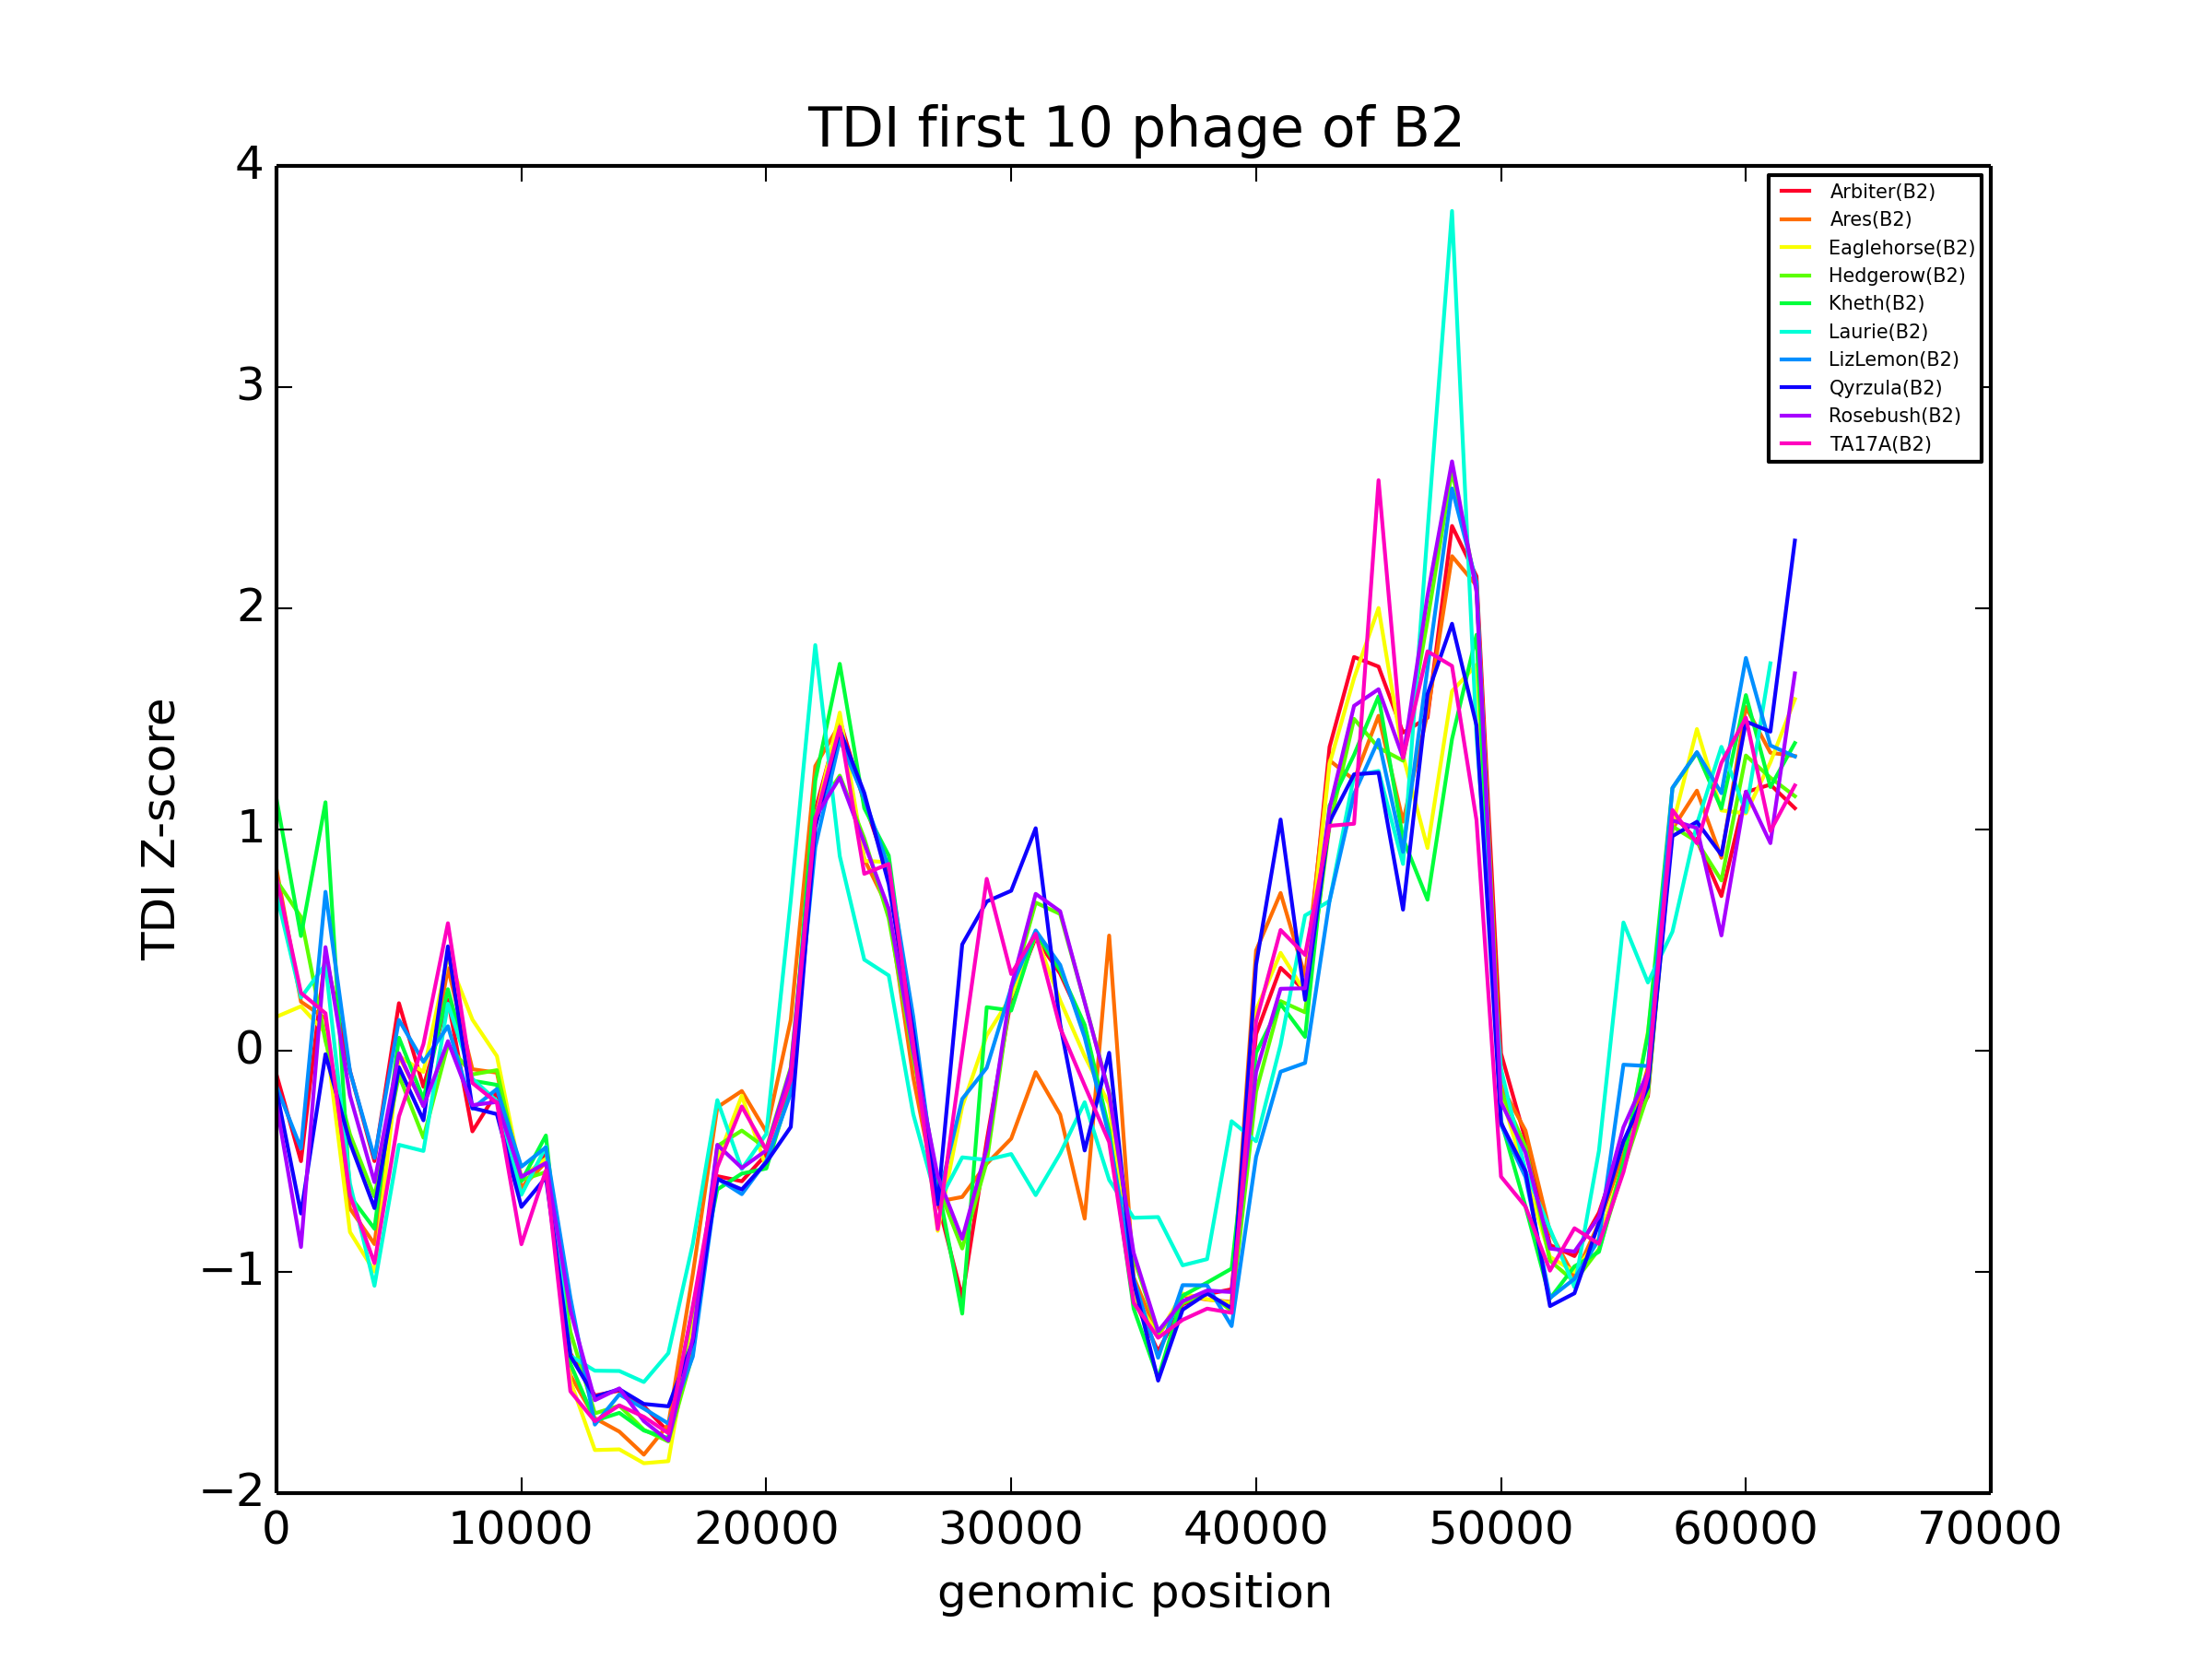 TDI first 10 phage of B2
4
3
2
1
0
−1
−2
TDI Z-score
Arbiter(B2)
Ares(B2)
Eaglehorse(B2)
Hedgerow(B2)
Kheth(B2)
Laurie(B2)
LizLemon(B2)
Qyrzula(B2)
Rosebush(B2)
TA17A(B2)
0 10000 20000 30000 40000 50000 60000 70000
genomic position